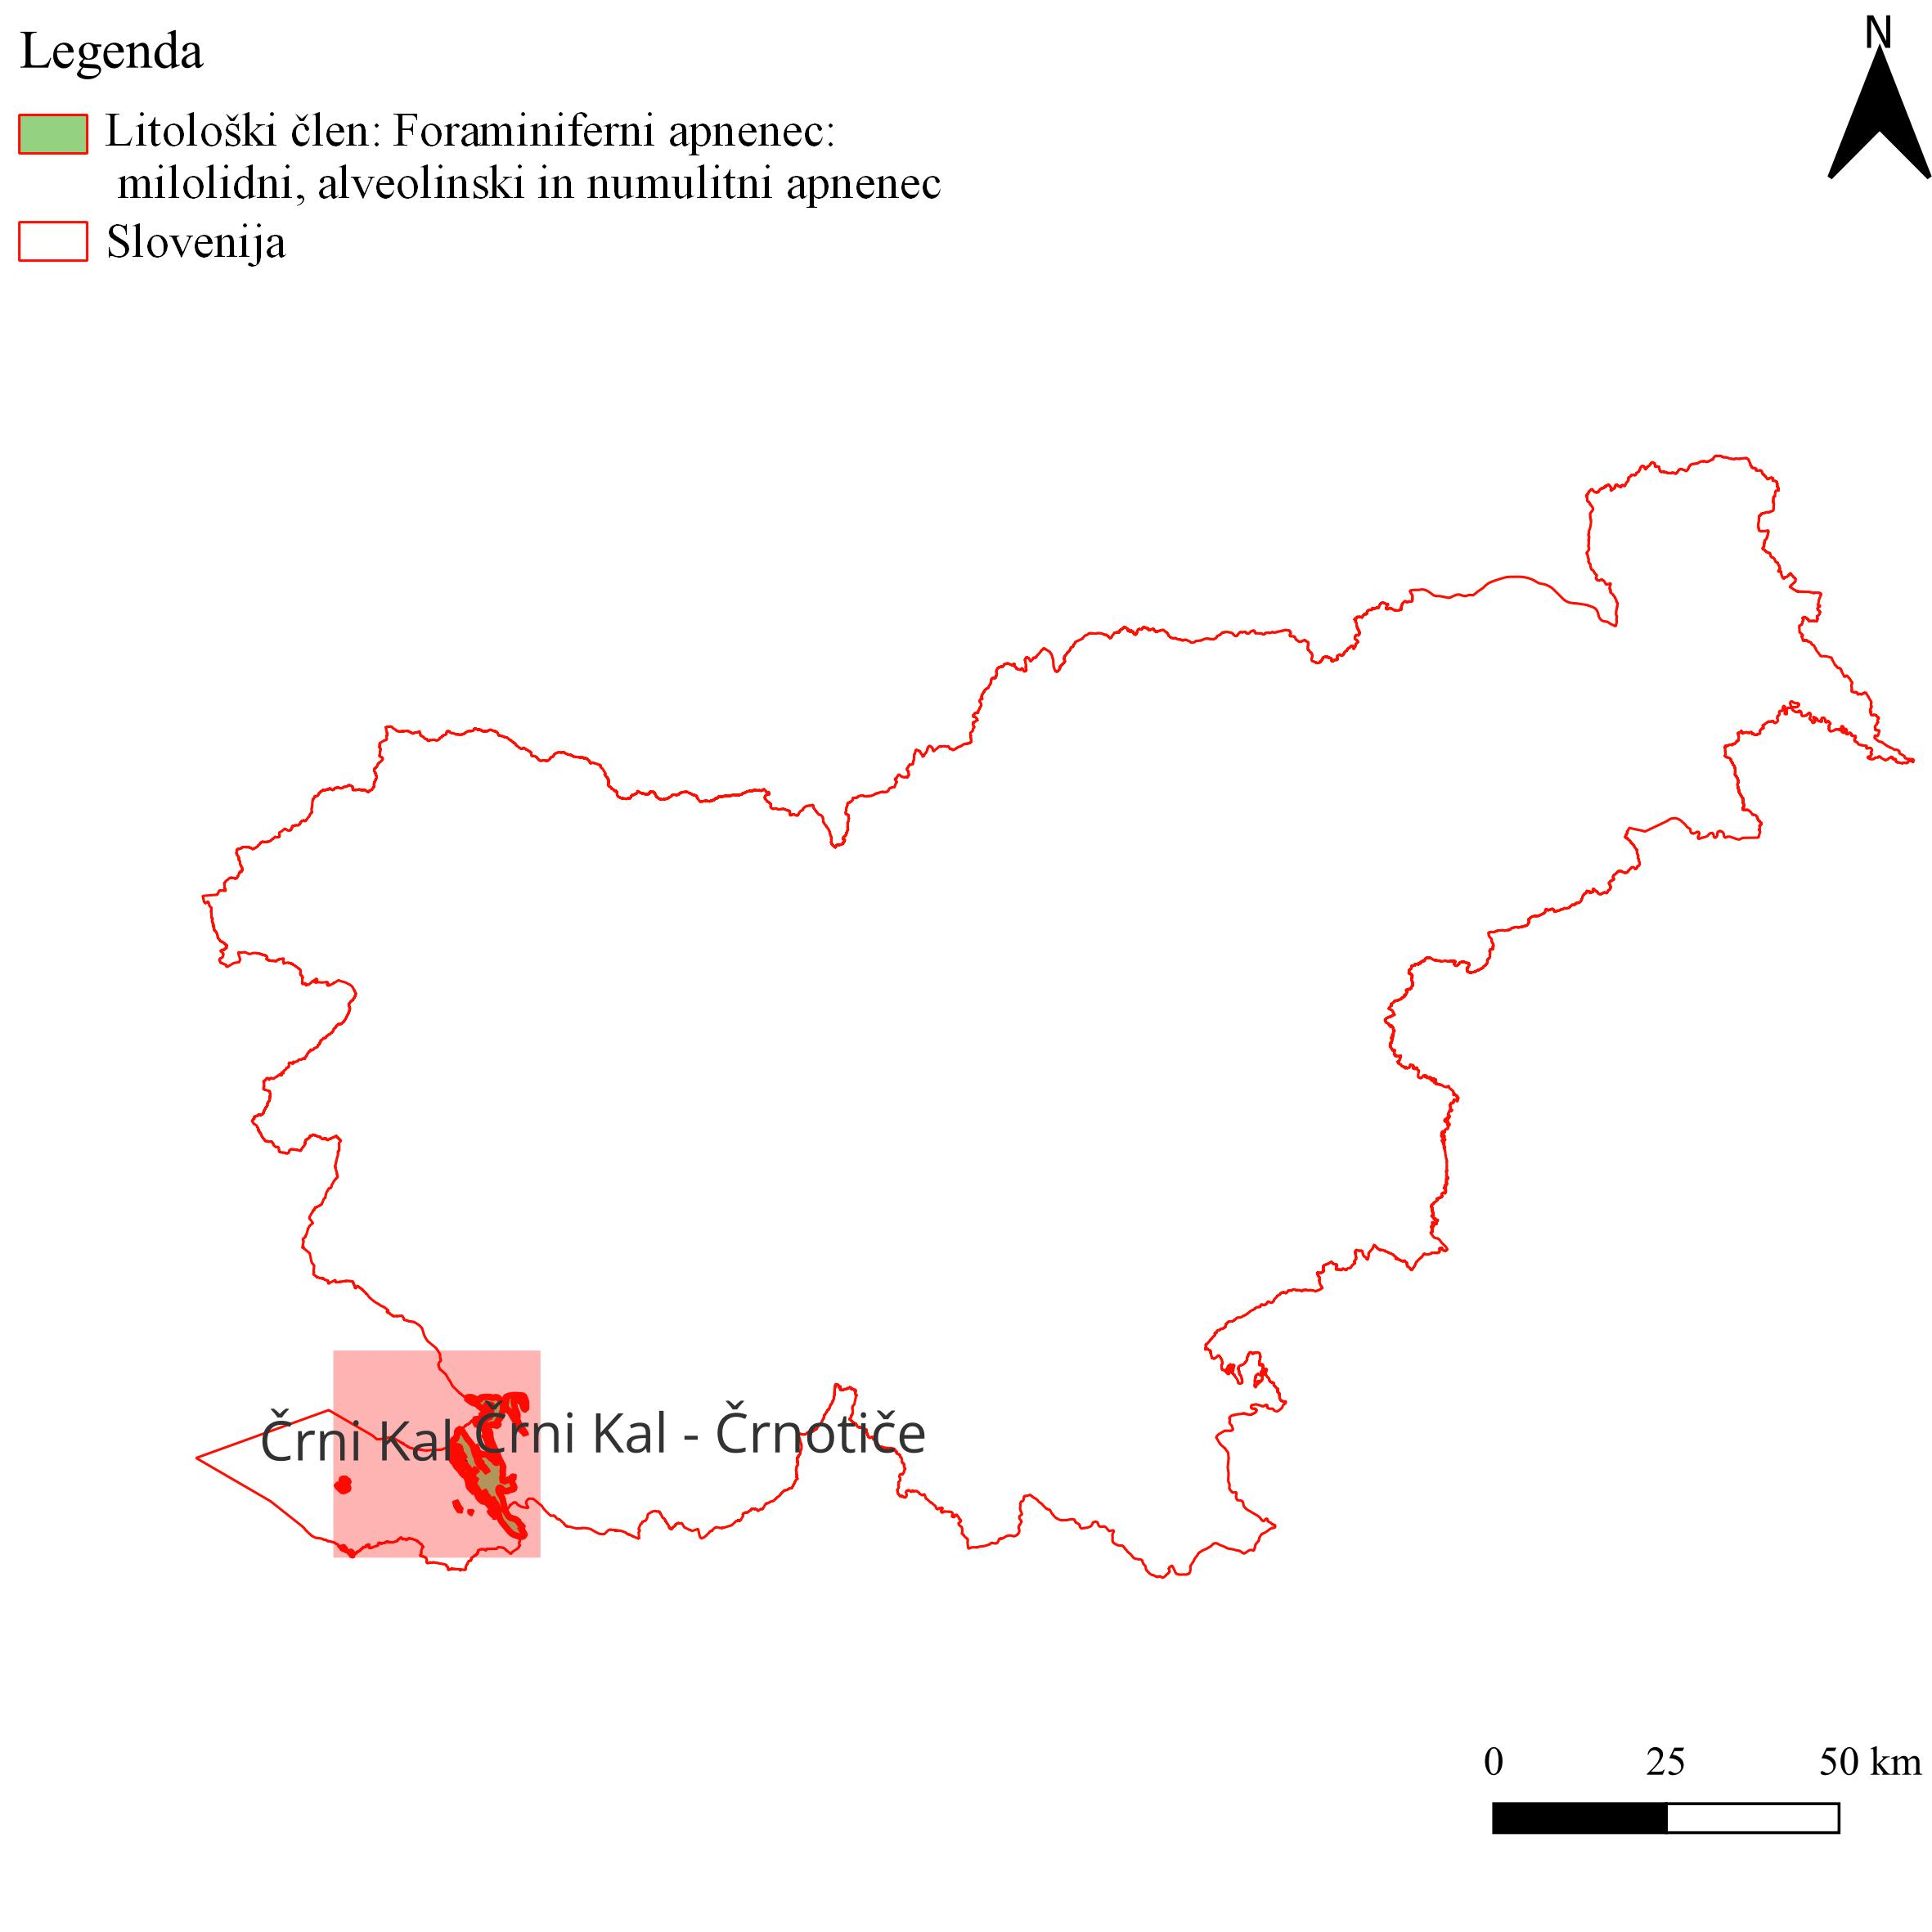 Legenda
N
Litološki člen: Foraminiferni apnenec:
milolidni, alveolinski in numulitni apnenec
Slovenija
Črni Kal
Črni Kal - Črnotiče
0 25 50 km